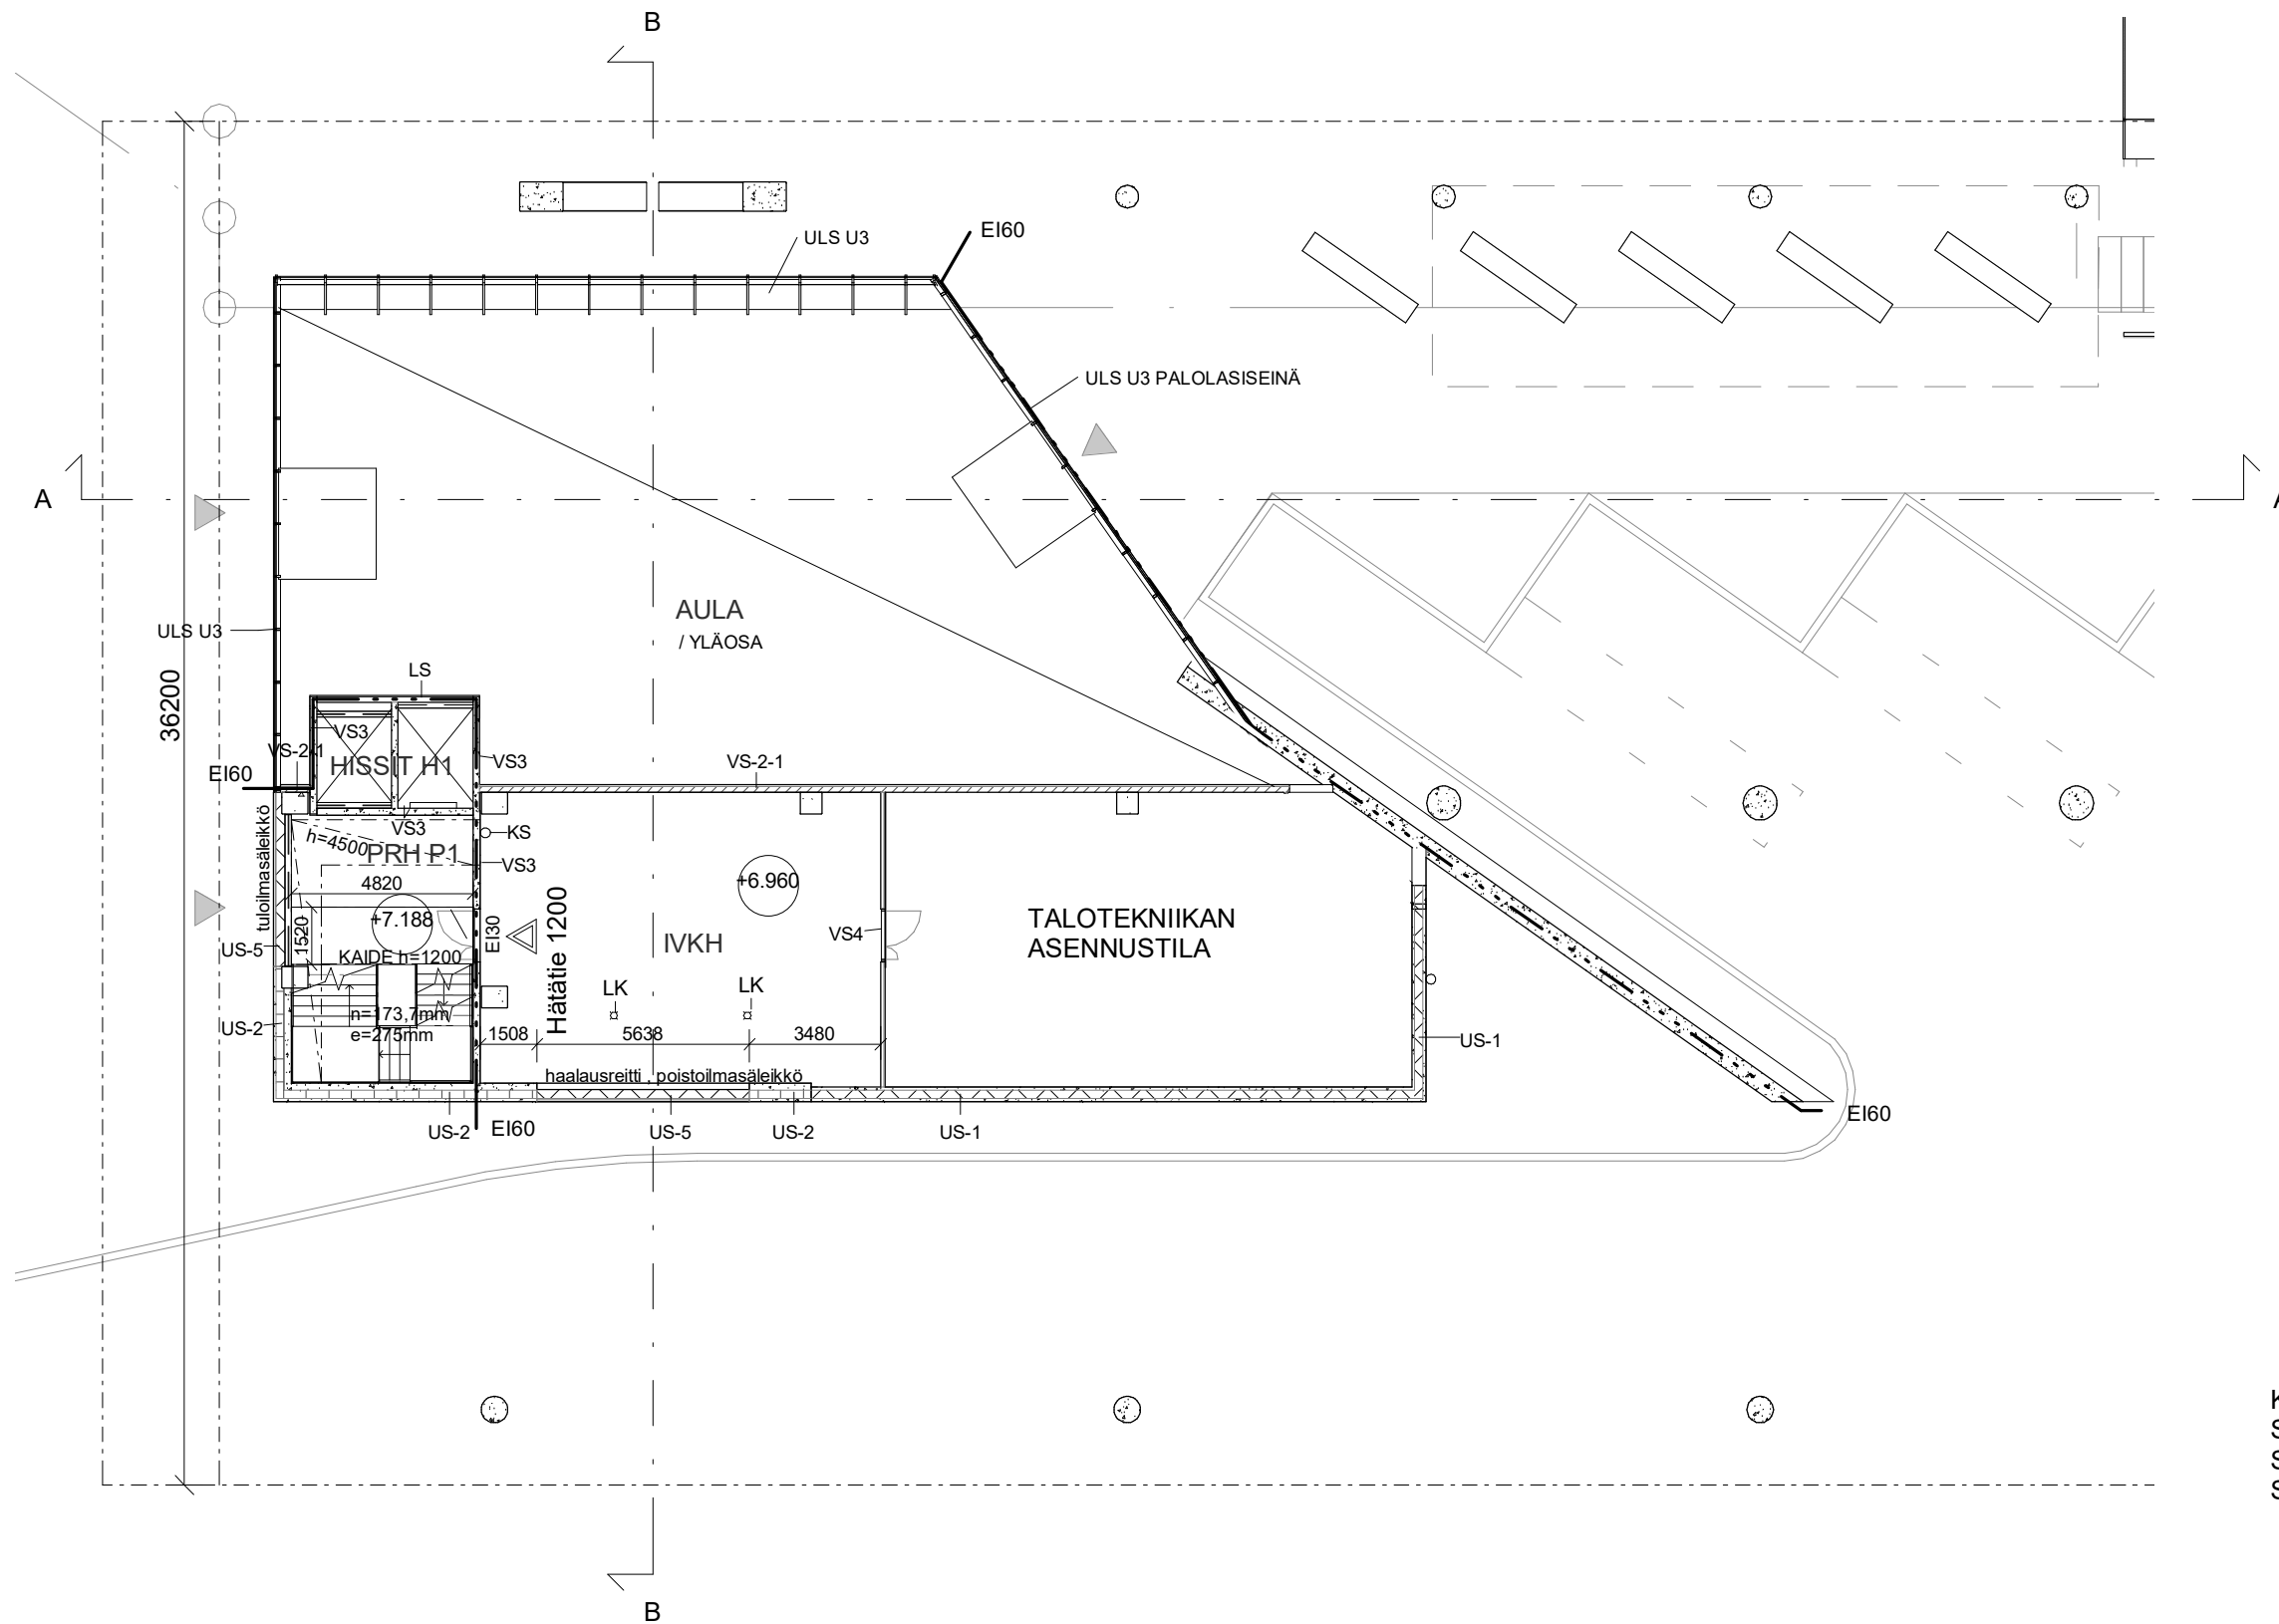 B
EI60
ULS U3
ULS U3 PALOLASISEINÄ
A
AULA
/ YLÄOSA
ULS U3
36200
LS
VS3
VS-2-1
HISSIT H1
VS3
VS-2-1
EI60
tuloilmasäleikkö
VS3
h=4500
PRH P1
KS
VS3
4820
+6.960
+7.188
1520
EI30
Hätätie 1200
TALOTEKNIIKAN
ASENNUSTILA
IVKH
VS4
US-5
KAIDE h=1200
LK
LK
n=173,7mm
e=275mm
US-2
1508
5638
3480
US-1
haalausreitti , poistoilmasäleikkö
EI60
US-2
EI60
US-5
US-2
US-1
K
S
S
S
B